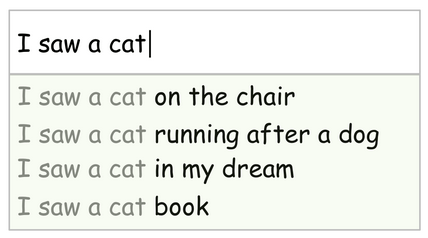 I saw a cat
I saw a cat on the chair
I saw a cat running after a dog
I saw a cat in my dream
I saw a cat book